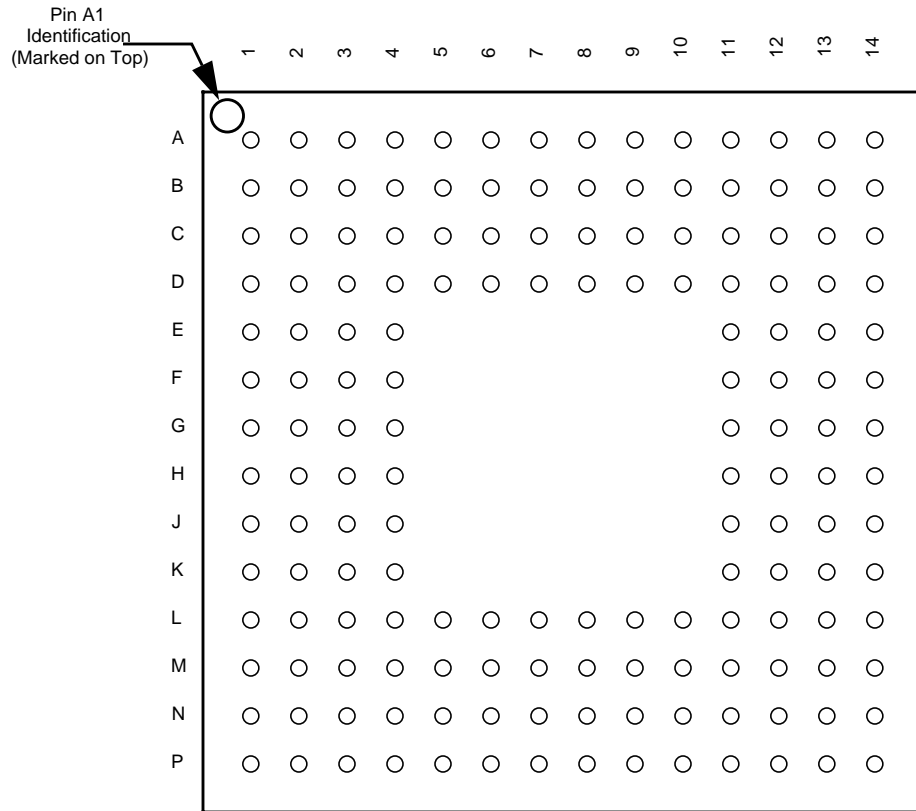 Pin A1
Identification
(Marked on Top)
1 2 3 4 5 6 7 8 9 10 11 12 13 14
A
B
C
D
E
F
G
H
J
K
L
M
N
P